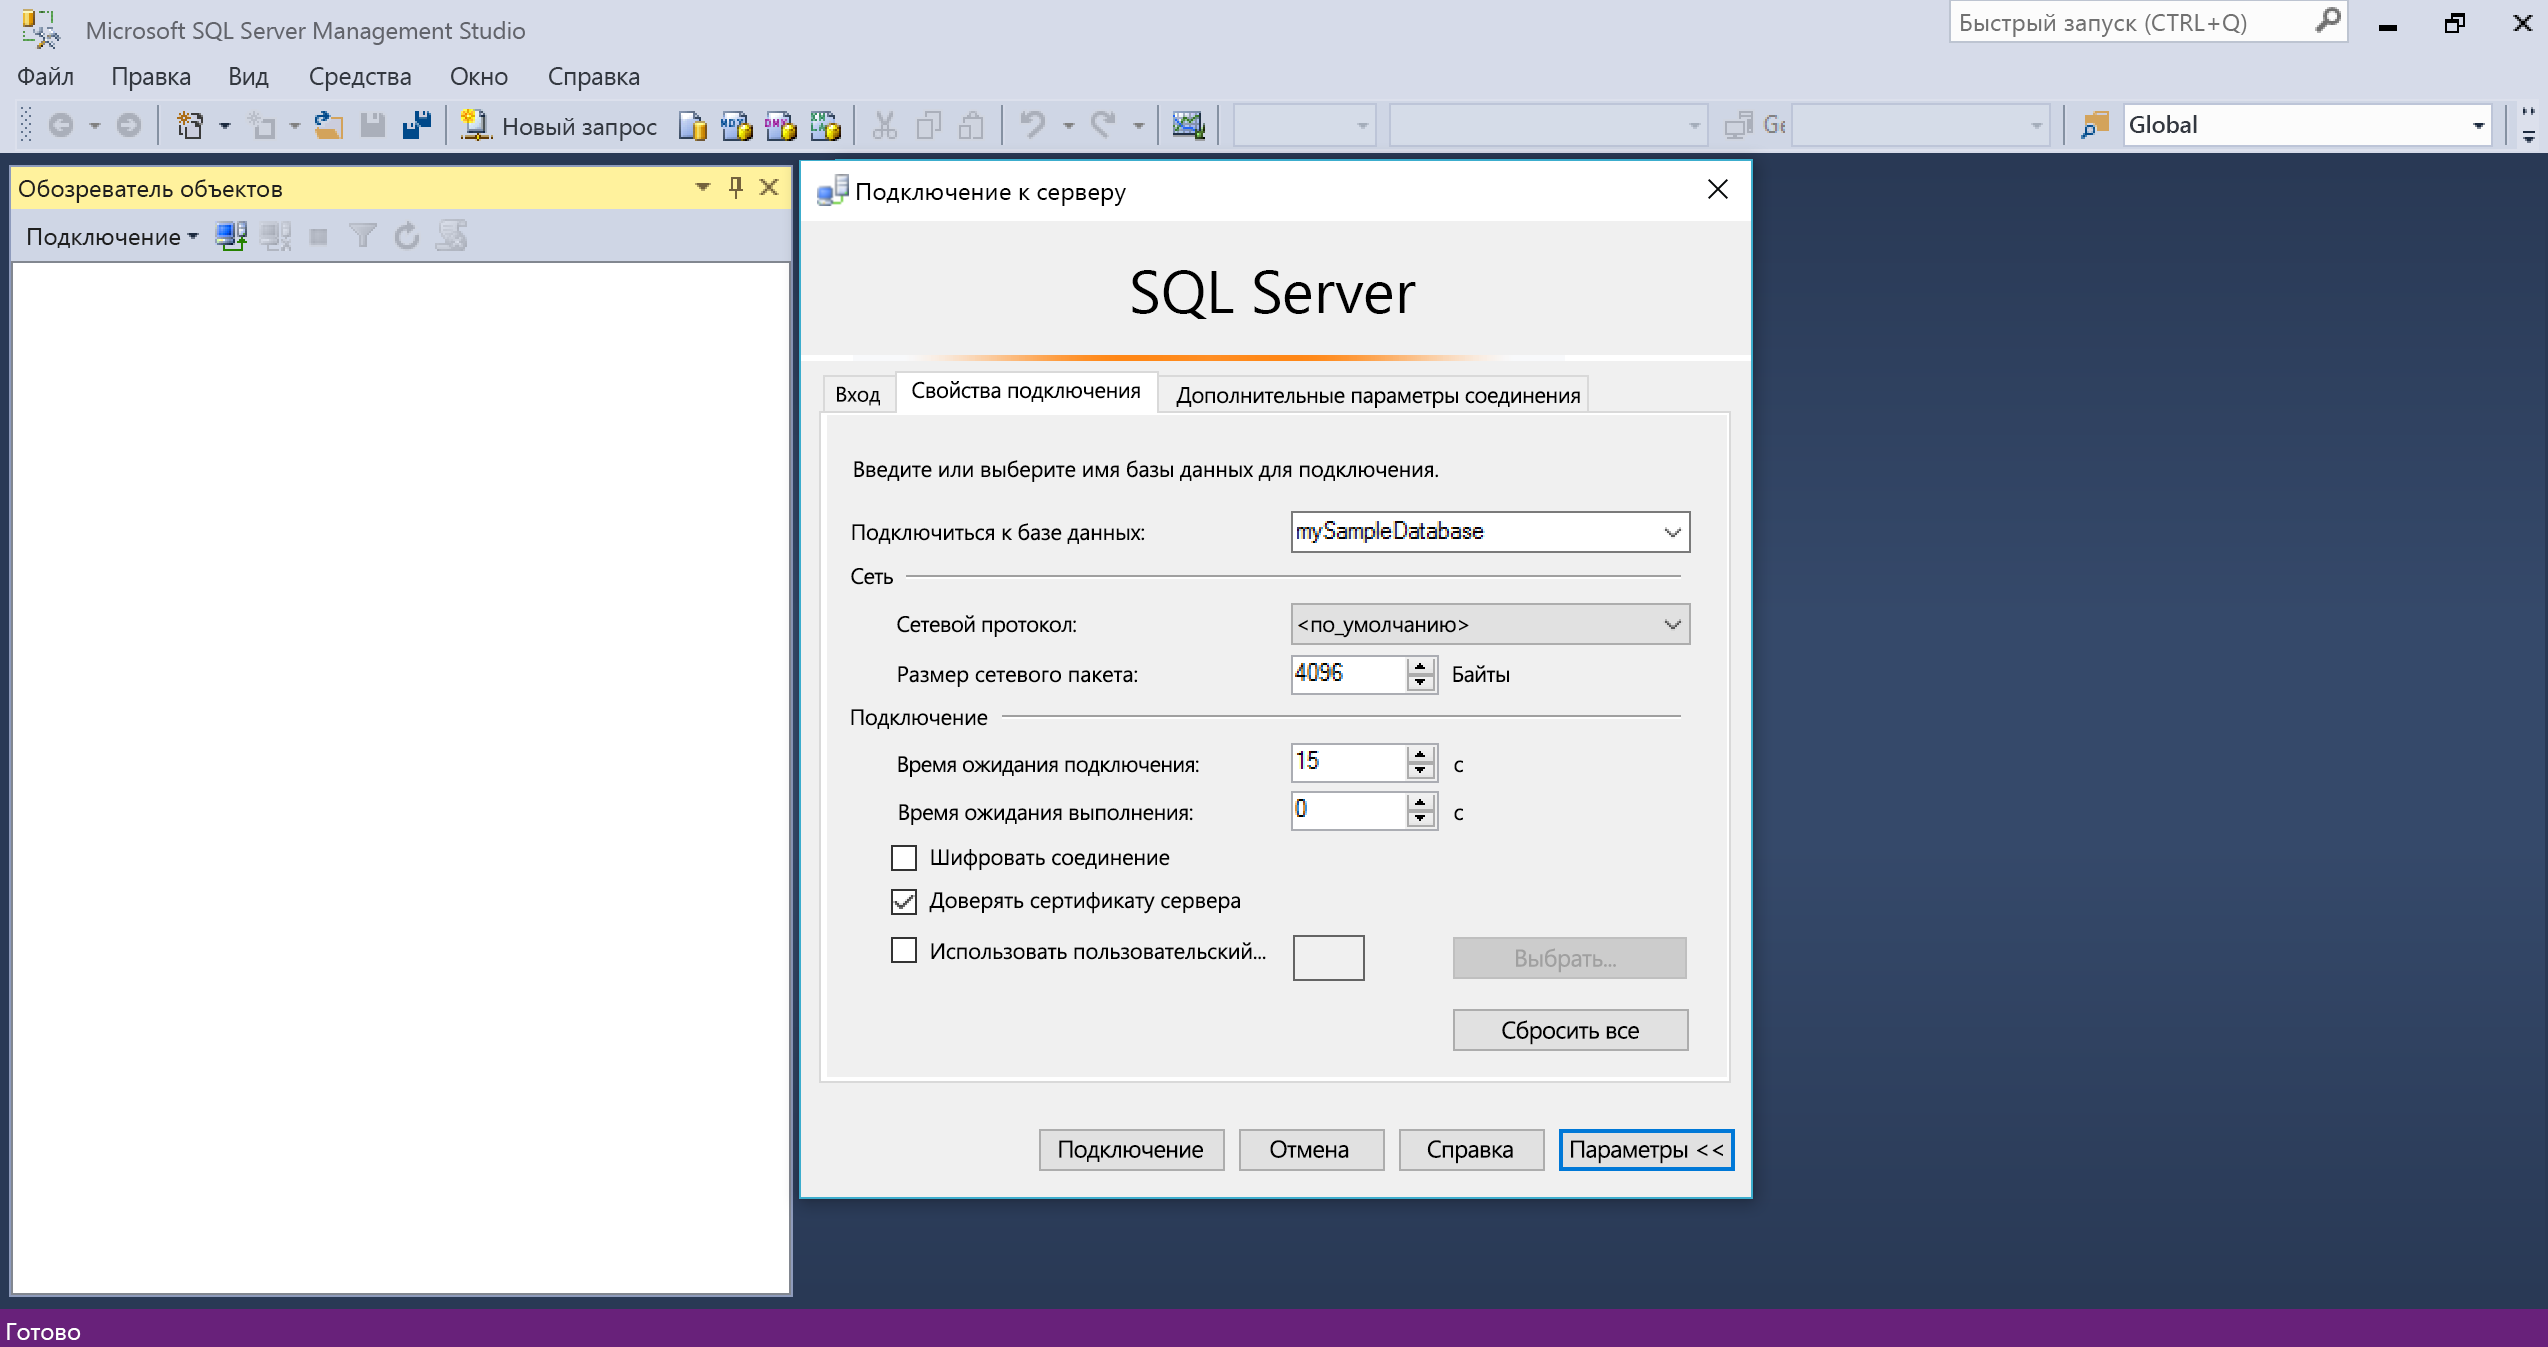 Microsoft SQL Server Management Studio
Быстрый запуск (CTRL+Q)
Файл Правка Вид Средства Окно Справка
Новый запрос
Global
Обозреватель объектов
Подключение
Подключение к серверу
SQL Server
Вход Свойства подключения Дополнительные параметры соединения
Введите или выберите имя базы данных для подключения.
Подключиться к базе данных: mySampleDatabase
Сеть
Сетевой протокол: <по_умолчанию>
Размер сетевого пакета: 4096 Байты
Подключение
Время ожидания подключения: 15 с
Время ожидания выполнения: 0 с
Шифровать соединение
Доверять сертификату сервера
Использовать пользовательский... Выбрать...
Сбросить все
Подключение Отмена Справка Параметры <<
Готово